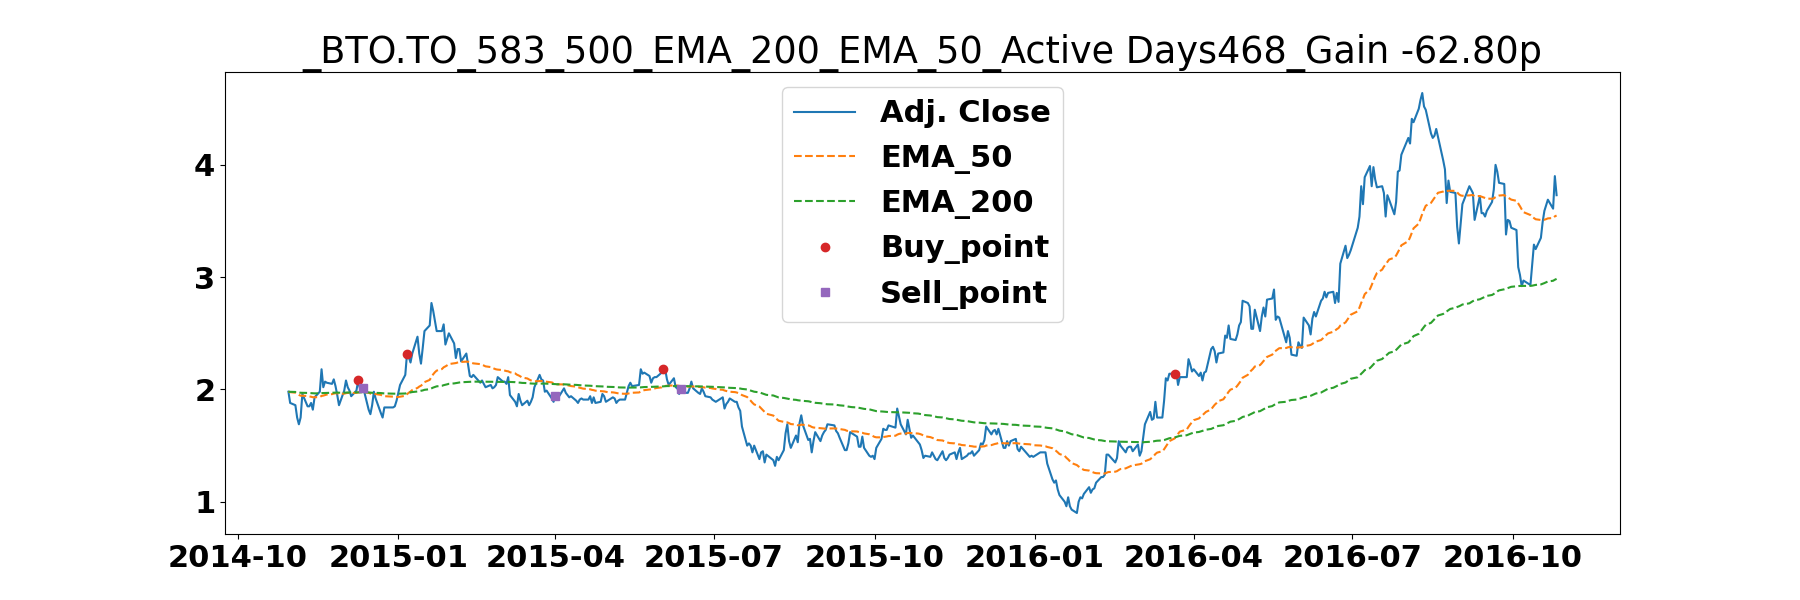 _BTO.TO_583_500_EMA_200_EMA_50_Active Days468_Gain -62.80p
Adj. Close
EMA_50
EMA_200
Buy_point
Sell_point
4
3
2
1
2014-10 2015-01 2015-04 2015-07 2015-10 2016-01 2016-04 2016-07 2016-10